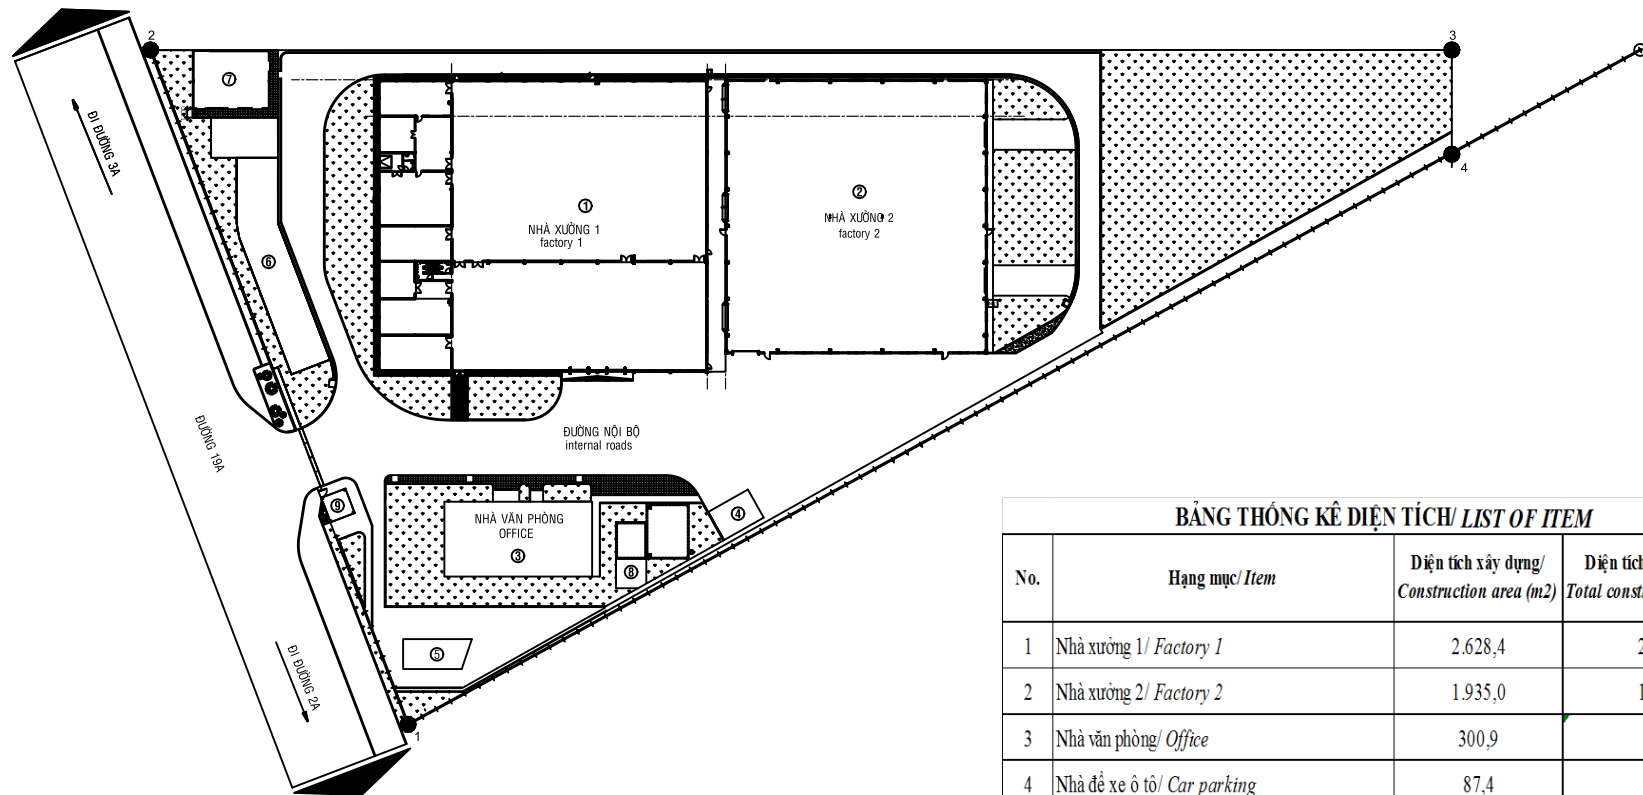 2
3
7
ĐI ĐƯỜNG 3A
4
1
NHÀ XƯỞNG 1
factory 1
2
NHÀ XƯỞNG 2
factory 2
6
ĐƯỜNG 19A
ĐƯỜNG NỘI BỘ
internal roads
9
NHÀ VĂN PHÒNG
OFFICE
3
4
8
5
ĐI ĐƯỜNG 2A
1
BẢNG THỐNG KÊ DIỆN TÍCH/ LIST OF ITEM
No. Hạng mục/ Item Diện tích xây dựng/ Diện tích
Construction area (m2) Total
1 Nhà xưởng 1/ Factory 1 2.628,4 2
2 Nhà xưởng 2/ Factory 2 1.935,0 1
3 Nhà văn phòng/ Office 300,9
4 Nhà để xe ô tô/ Car parking 87,4